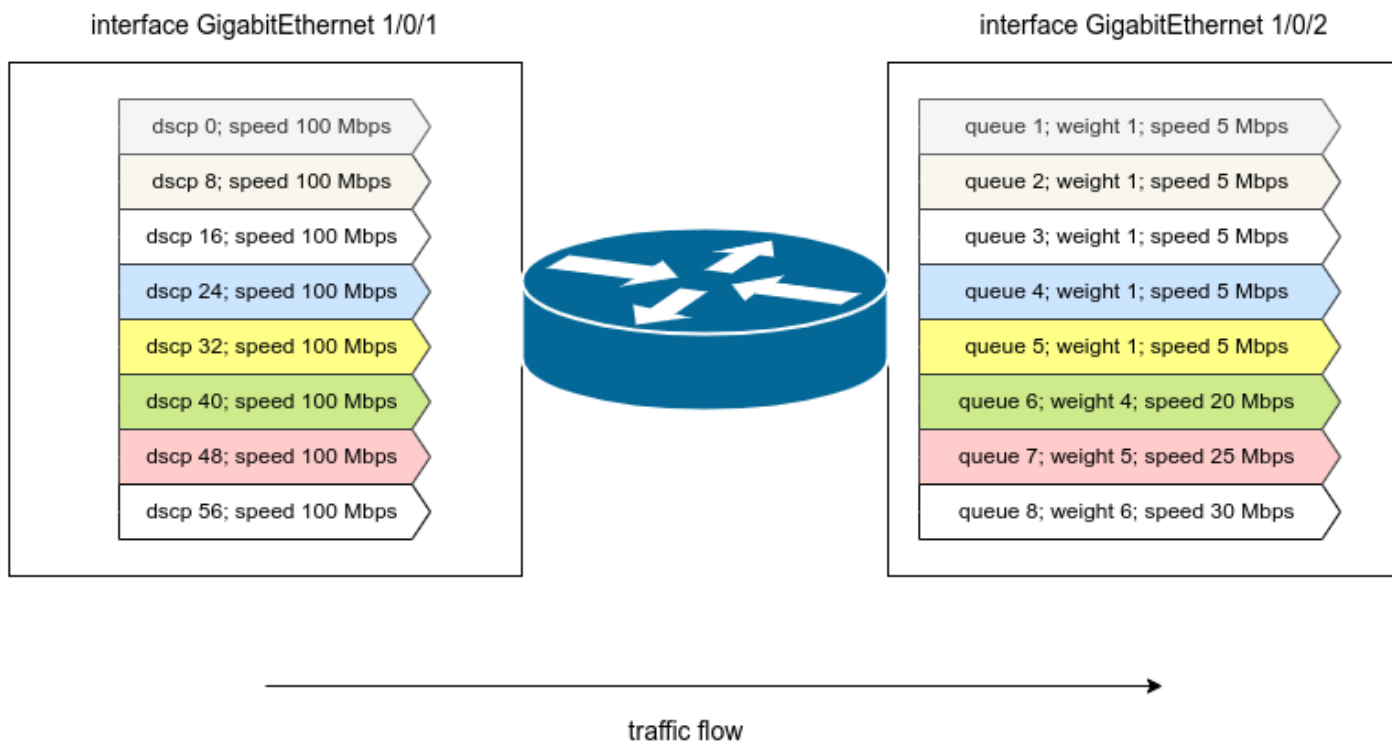 interface GigabitEthernet 1/0/1
interface GigabitEthernet 1/0/2
dscp 0; speed 100 Mbps
dscp 8; speed 100 Mbps
dscp 16; speed 100 Mbps
dscp 24; speed 100 Mbps
dscp 32; speed 100 Mbps
dscp 40; speed 100 Mbps
dscp 48; speed 100 Mbps
dscp 56; speed 100 Mbps
queue 1; weight 1; speed 5 Mbps
queue 2; weight 1; speed 5 Mbps
queue 3; weight 1; speed 5 Mbps
queue 4; weight 1; speed 5 Mbps
queue 5; weight 1; speed 5 Mbps
queue 6; weight 4; speed 20 Mbps
queue 7; weight 5; speed 25 Mbps
queue 8; weight 6; speed 30 Mbps
traffic flow